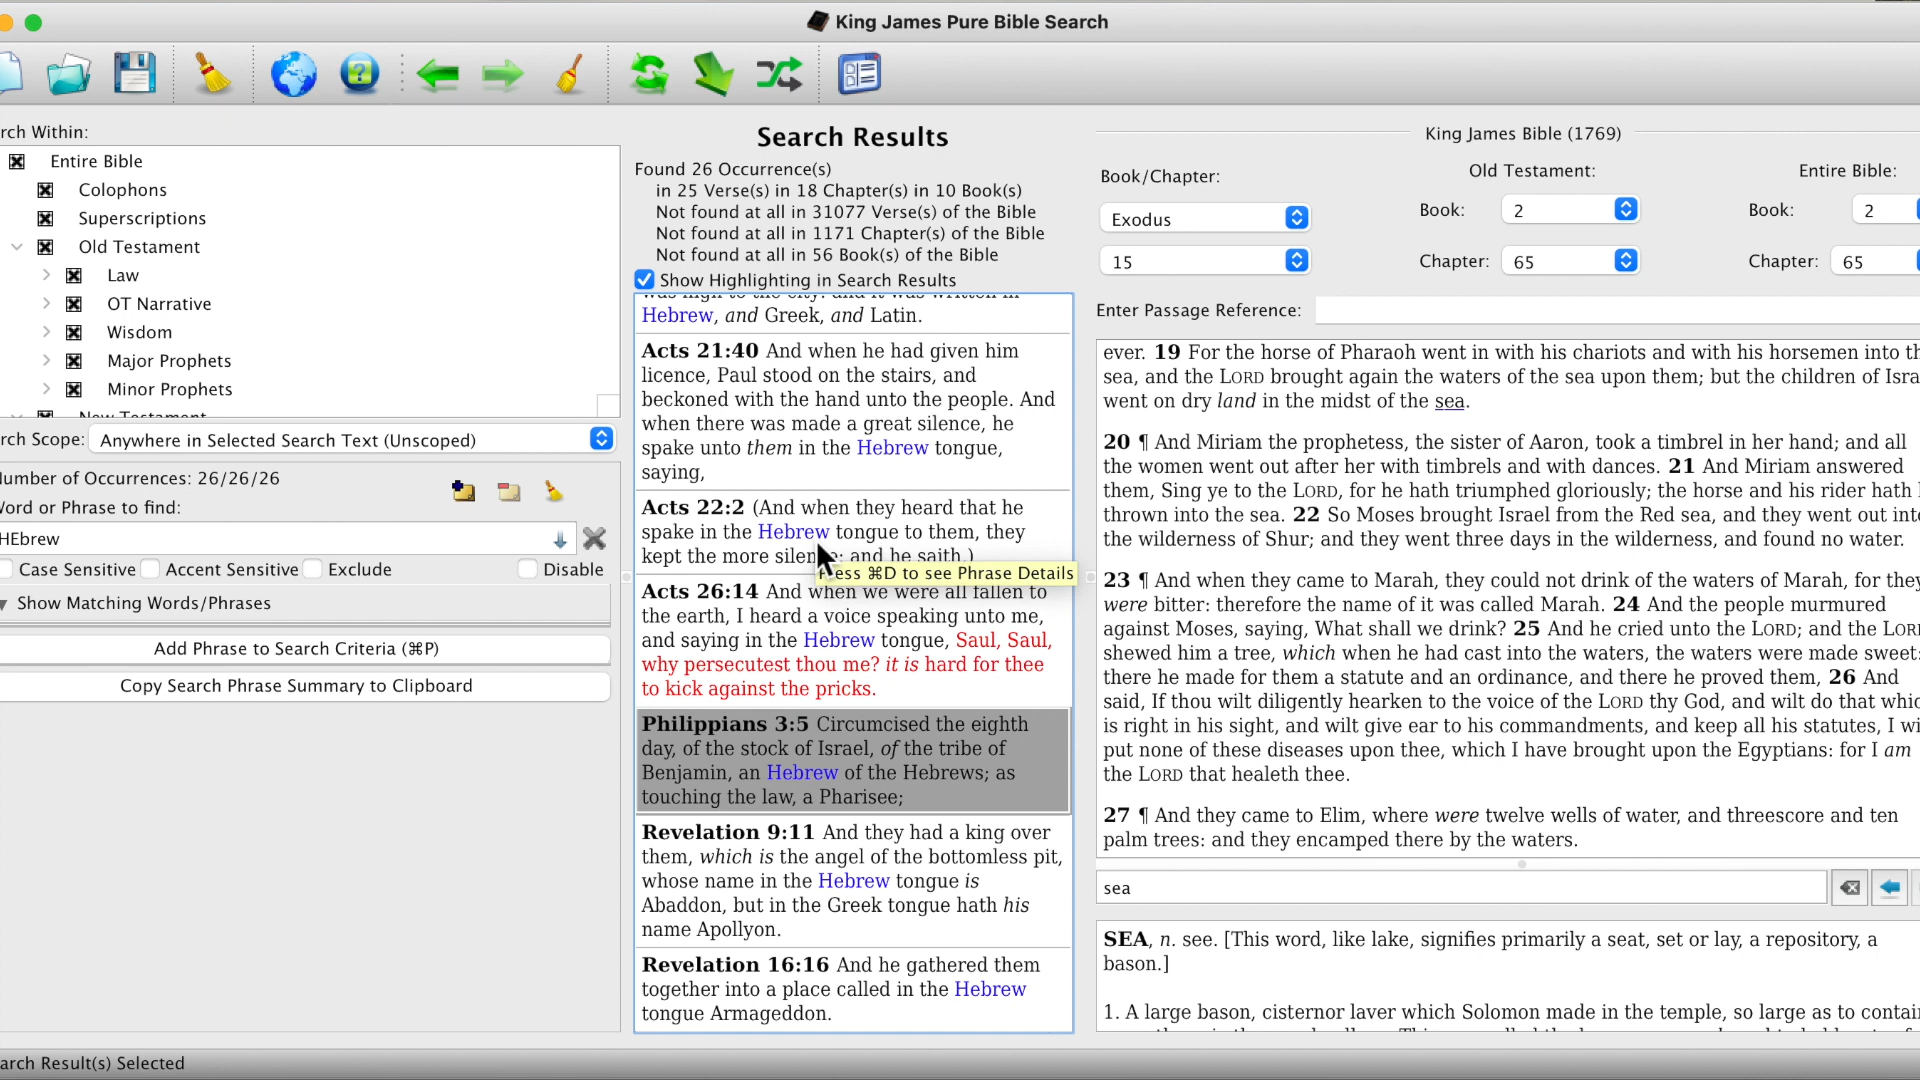 King James Pure Bible Search
rch Within:
Entire Bible
Colophons
Superscriptions
Old Testament
Law
OT Narrative
Wisdom
Major Prophets
Minor Prophets
New Testament
rch Scope: Anywhere in Selected Search Text (Unscoped)
umber of Occurrences: 26/26/26
ord or Phrase to find:
HEbrew
Case Sensitive Accent Sensitive Exclude Disable
Show Matching Words/Phrases
Add Phrase to Search Criteria (⌘P)
Copy Search Phrase Summary to Clipboard
arch Result(s) Selected
Search Results
Found 26 Occurrence(s)
in 25 Verse(s) in 18 Chapter(s) in 10 Book(s)
Not found at all in 31077 Verse(s) of the Bible
Not found at all in 1171 Chapter(s) of the Bible
Not found at all in 56 Book(s) of the Bible
Show Highlighting in Search Results
was high to the city: and it was written in
Hebrew, and Greek, and Latin.
Acts 21:40 And when he had given him
licence, Paul stood on the stairs, and
beckoned with the hand unto the people. And
when there was made a great silence, he
spake unto them in the Hebrew tongue,
saying,
Acts 22:2 (And when they heard that he
spake in the Hebrew tongue to them, they
kept the more silence: and he saith,)
Press ⌘D to see Phrase Details
Acts 26:14 And when we were all fallen to
the earth, I heard a voice speaking unto me,
and saying in the Hebrew tongue, Saul, Saul,
why persecutest thou me? it is hard for thee
to kick against the pricks.
Philippians 3:5 Circumcised the eighth
day, of the stock of Israel, of the tribe of
Benjamin, an Hebrew of the Hebrews; as
touching the law, a Pharisee;
Revelation 9:11 And they had a king over
them, which is the angel of the bottomless pit,
whose name in the Hebrew tongue is
Abaddon, but in the Greek tongue hath his
name Apollyon.
Revelation 16:16 And he gathered them
together into a place called in the Hebrew
tongue Armageddon.
King James Bible (1769)
Book/Chapter: Old Testament: Entire Bible:
Exodus Book: 2 Book: 2
15 Chapter: 65 Chapter: 65
Enter Passage Reference:
ever. 19 For the horse of Pharaoh went in with his chariots and with his horsemen into th
sea, and the LORD brought again the waters of the sea upon them; but the children of Isra
went on dry land in the midst of the sea.
20 ¶ And Miriam the prophetess, the sister of Aaron, took a timbrel in her hand; and all
the women went out after her with timbrels and with dances. 21 And Miriam answered
them, Sing ye to the LORD, for he hath triumphed gloriously; the horse and his rider hath
thrown into the sea. 22 So Moses brought Israel from the Red sea, and they went out into
the wilderness of Shur; and they went three days in the wilderness, and found no water.
23 ¶ And when they came to Marah, they could not drink of the waters of Marah, for they
were bitter: therefore the name of it was called Marah. 24 And the people murmured
against Moses, saying, What shall we drink? 25 And he cried unto the LORD; and the LOR
shewed him a tree, which when he had cast into the waters, the waters were made sweet:
there he made for them a statute and an ordinance, and there he proved them, 26 And
said, If thou wilt diligently hearken to the voice of the LORD thy God, and wilt do that whic
is right in his sight, and wilt give ear to his commandments, and keep all his statutes, I wi
put none of these diseases upon thee, which I have brought upon the Egyptians: for I am
the LORD that healeth thee.
27 ¶ And they came to Elim, where were twelve wells of water, and threescore and ten
palm trees: and they encamped there by the waters.
sea
SEA, n. see. [This word, like lake, signifies primarily a seat, set or lay, a repository, a
bason.]
1. A large bason, cisternor laver which Solomon made in the temple, so large as to contai